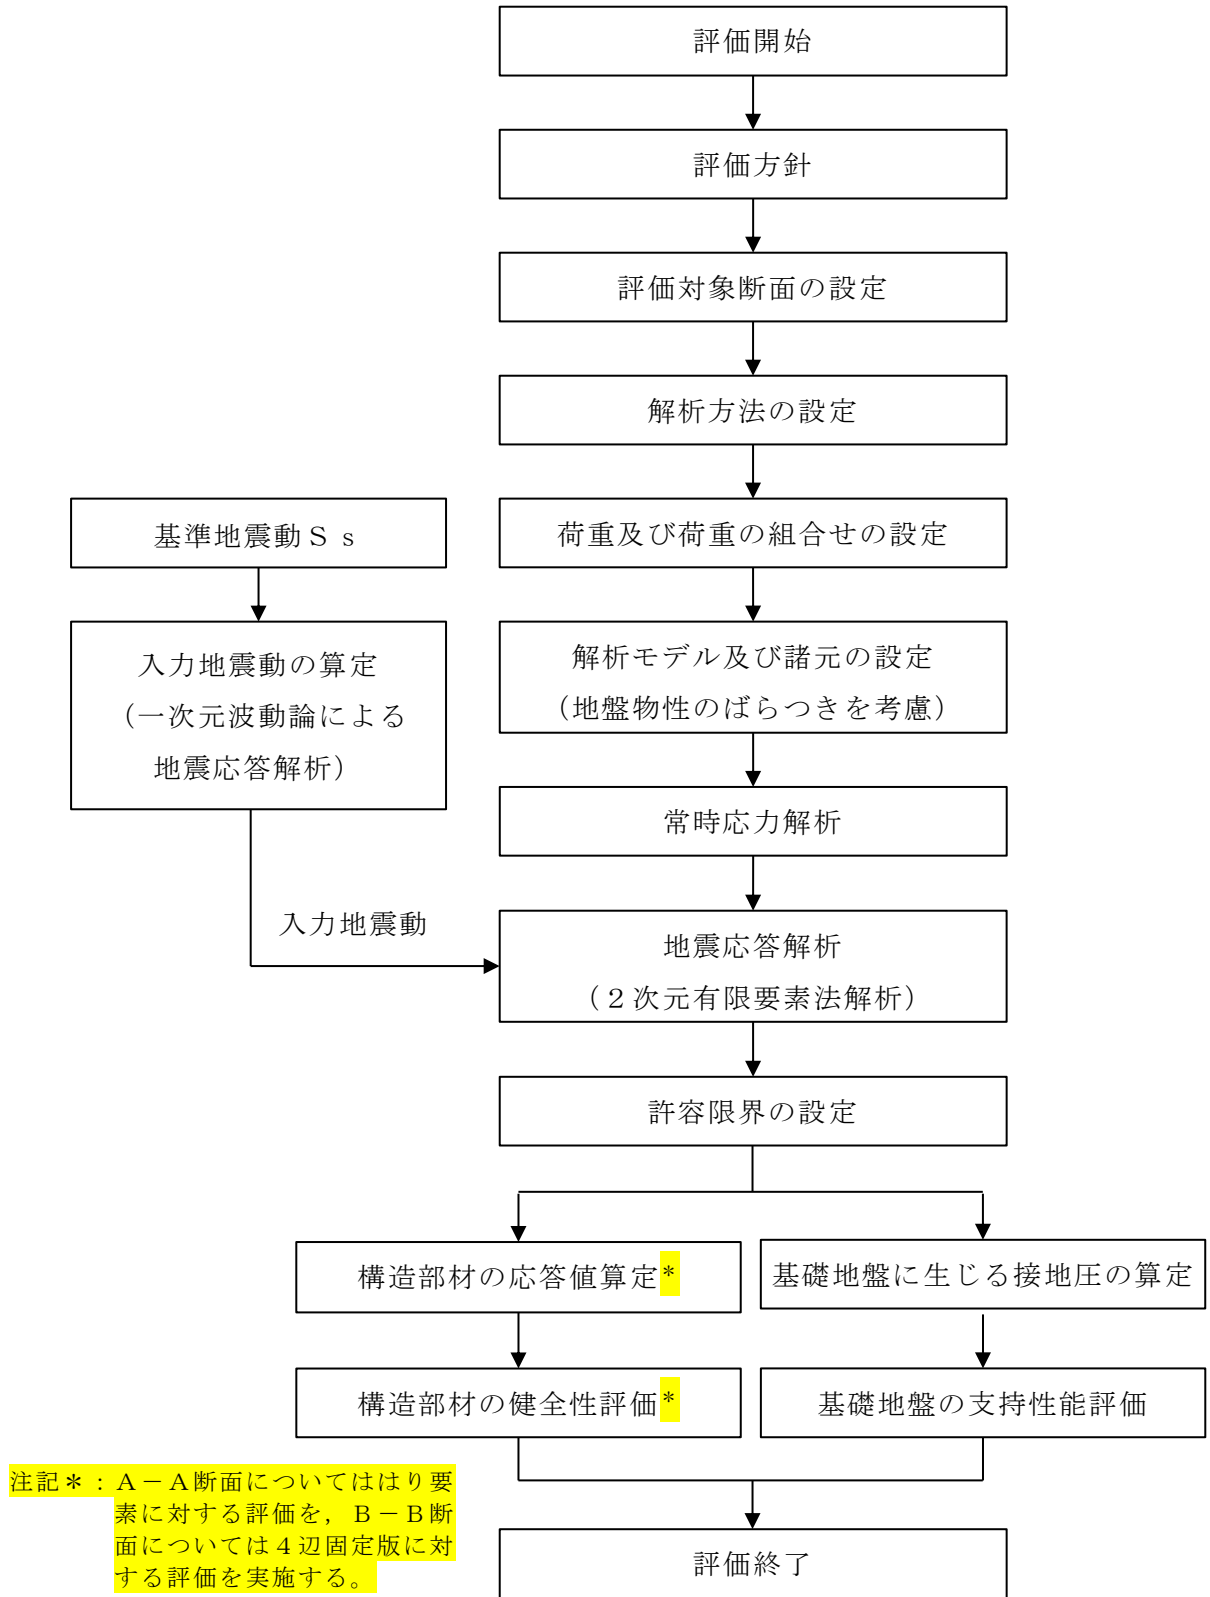 評価開始
評価方針
評価対象断面の設定
解析方法の設定
基準地震動Ｓｓ
荷重及び荷重の組合せの設定
入力地震動の算定
（一次元波動論による
地震応答解析）
解析モデル及び諸元の設定
（地盤物性のばらつきを考慮）
常時応力解析
入力地震動
地震応答解析
（２次元有限要素法解析）
許容限界の設定
構造部材の応答値算定*
基礎地盤に生じる接地圧の算定
構造部材の健全性評価*
基礎地盤の支持性能評価
注記＊：Ａ－Ａ断面についてははり要
素に対する評価を，Ｂ－Ｂ断
面については４辺固定版に対
する評価を実施する。
評価終了